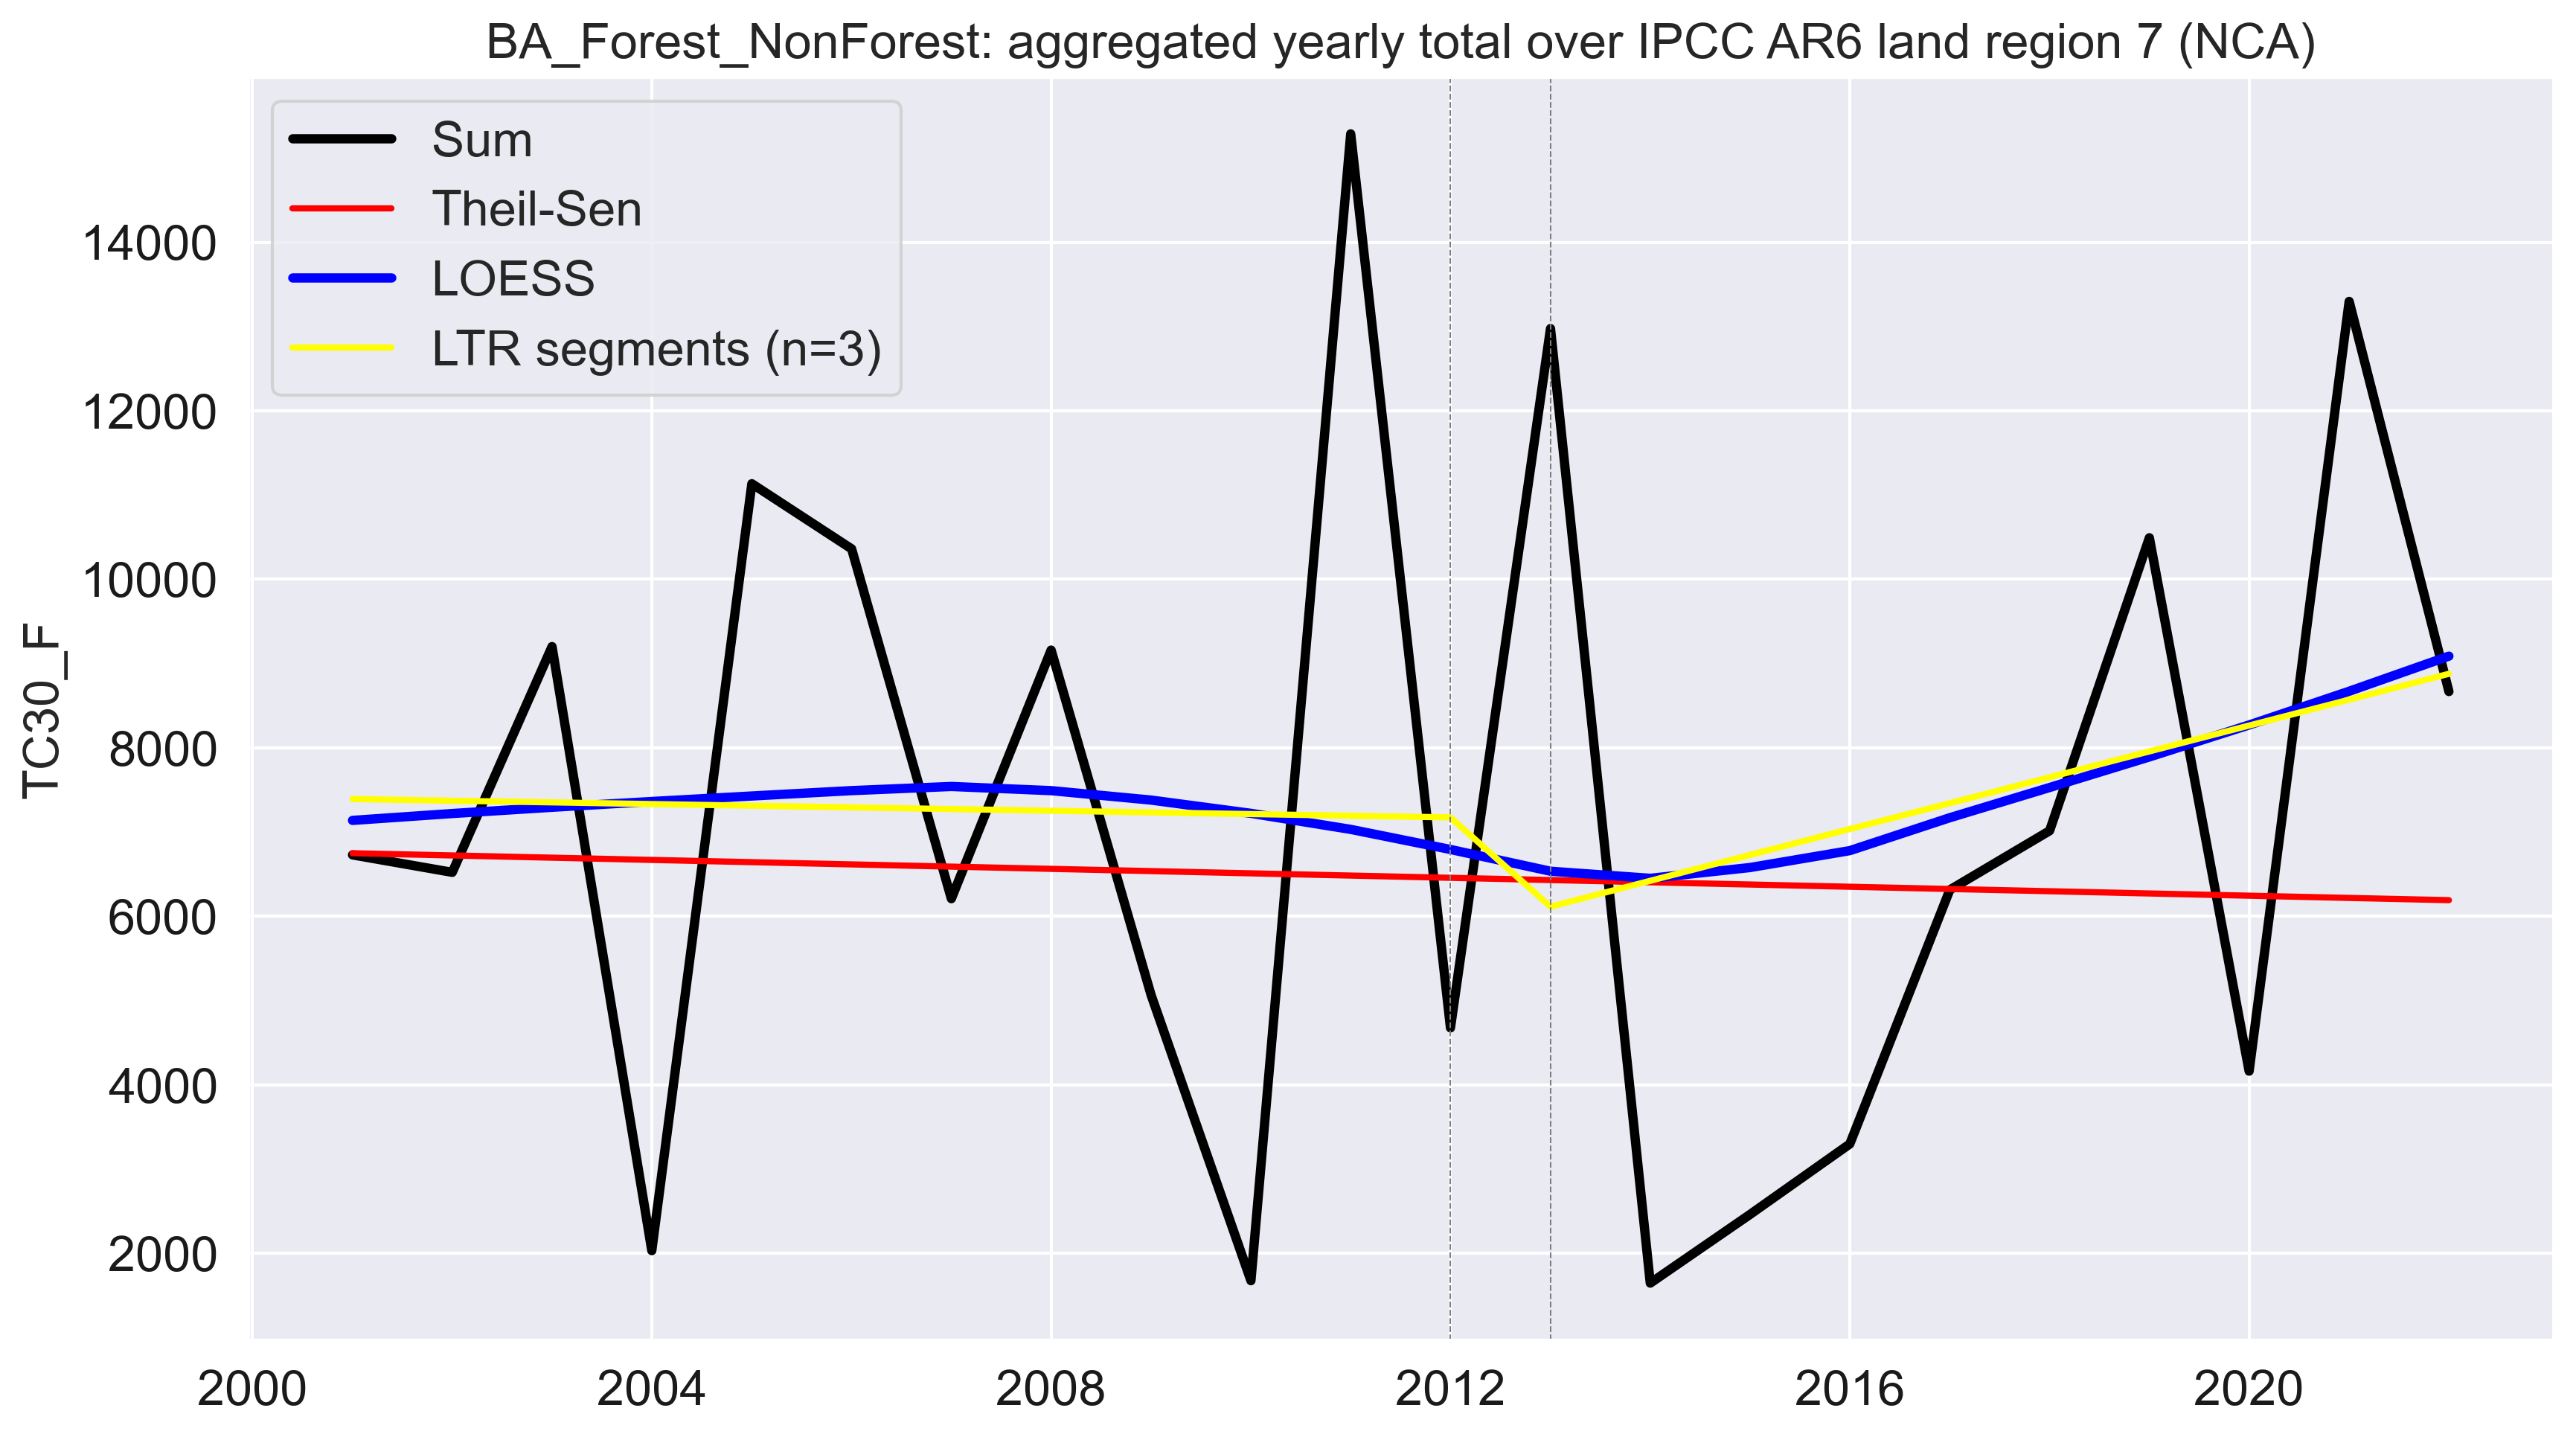 BA_Forest_NonForest: aggregated yearly total over IPCC AR6 land region 7 (NCA)
Sum
Theil-Sen
LOESS
LTR segments (n=3)
TC30_F
14000
12000
10000
8000
6000
4000
2000
2000 2004 2008 2012 2016 2020